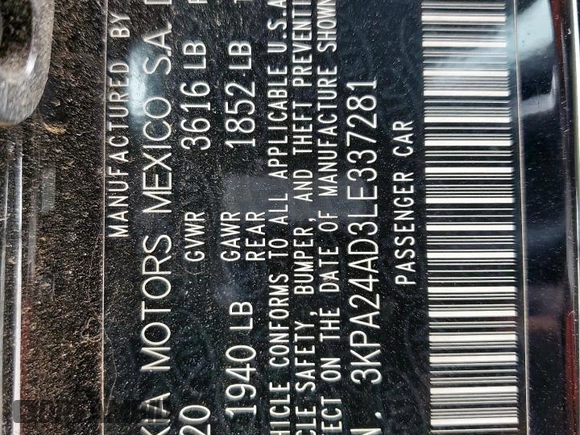 MANUFACTURED BY
KIA MOTORS MEXICO S.A.
20 GVWR 3616 LB
1940 LB GAWR REAR 1852 LB
HICLE CONFORMS TO ALL APPLICABLE U.S.A
CLE SAFETY, BUMPER, AND THEFT PREVENTI
FECT ON THE DATE OF MANUFACTURE SHOWN
N. 3KPA24AD3LE337281
PASSENGER CAR